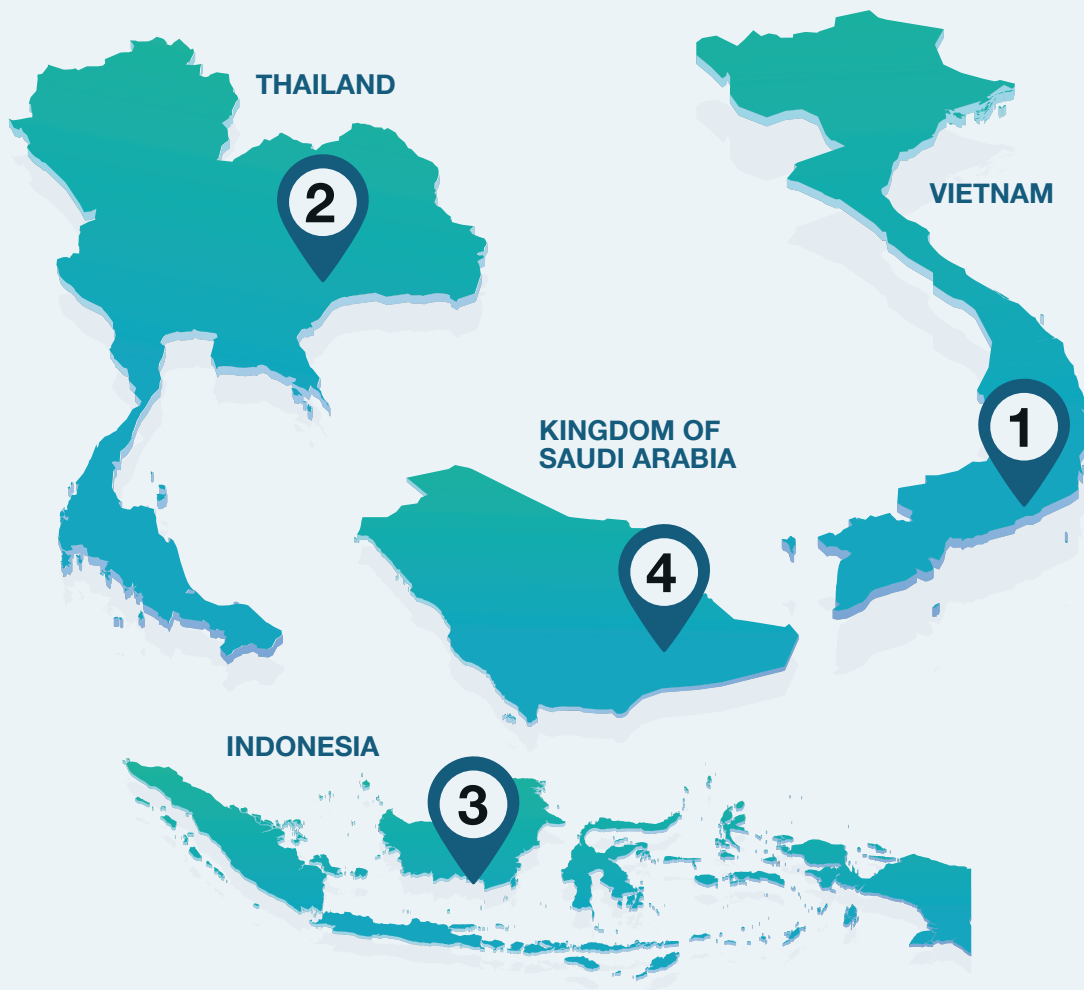 THAILAND
2
VIETNAM
1
KINGDOM OF
SAUDI ARABIA
4
INDONESIA
3